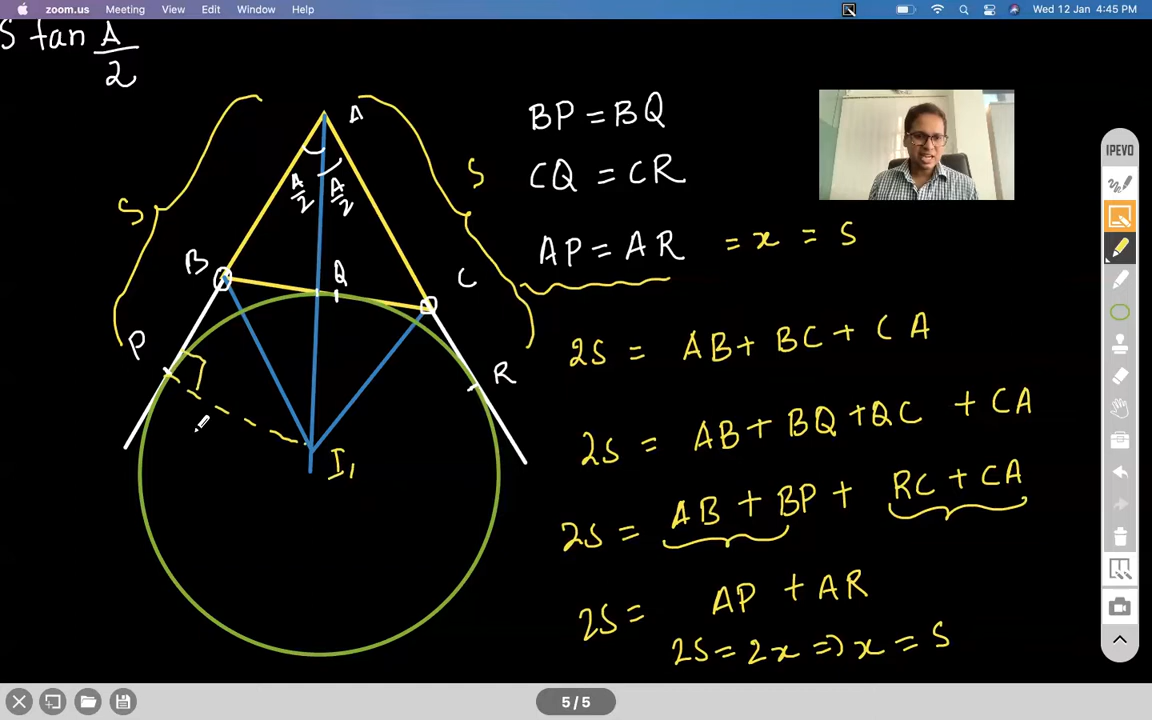 zoom.us Meeting View Edit Window Help Wed 12 Jan 4:45 PM
S tan A/2
A
A/2 A/2
S
S
B
Q
C
P
R
I₁
BP = BQ
CQ = CR
AP = AR = x = S
2S = AB + BC + CA
2S = AB + BQ + QC + CA
2S = AB + BP + RC + CA
2S = AP + AR
2S = 2x => x = S
IPEVO
5/5